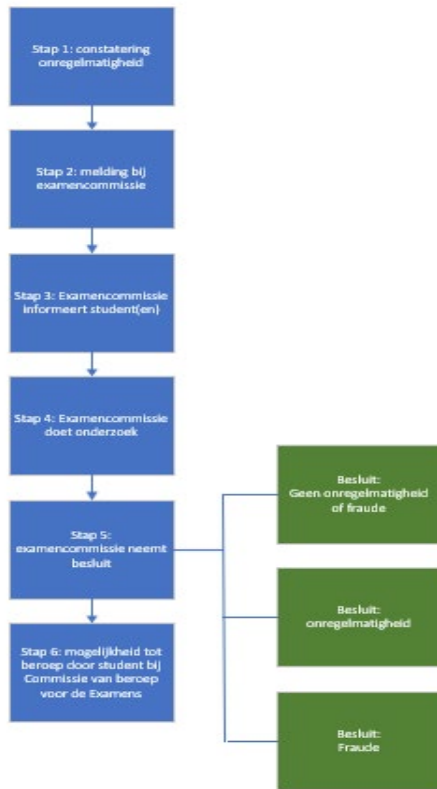 Stap 1: constatering
onregelmatigheid
Stap 2: melding bij
examencommissie
Stap 3: Examencommissie
informeert student(en)
Stap 4: Examencommissie
doet onderzoek
Stap 5:
examencommissie neemt
besluit
Stap 6: mogelijkheid tot
beroep door student bij
Commissie van beroep
voor de Examens
Besluit:
Geen onregelmatigheid
of fraude
Besluit:
onregelmatigheid
Besluit:
Fraude